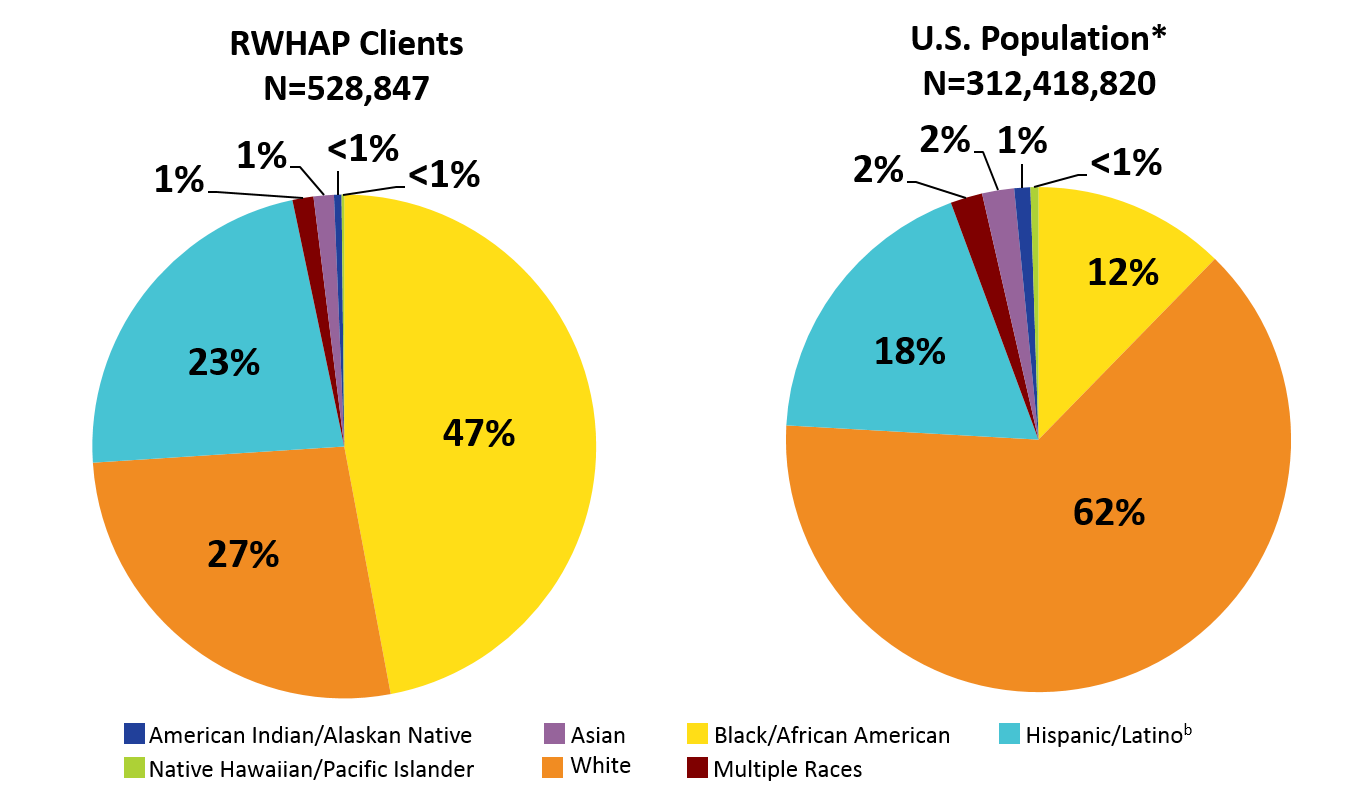 RWHAP Clients
N=528,847
1%
1%
<1%
<1%
23%
47%
27%
U.S. Population*
N=312,418,820
2%
2%
1%
<1%
12%
18%
62%
American Indian/Alaskan Native
Asian
Black/African American
Hispanic/Latinoᵇ
Native Hawaiian/Pacific Islander
White
Multiple Races